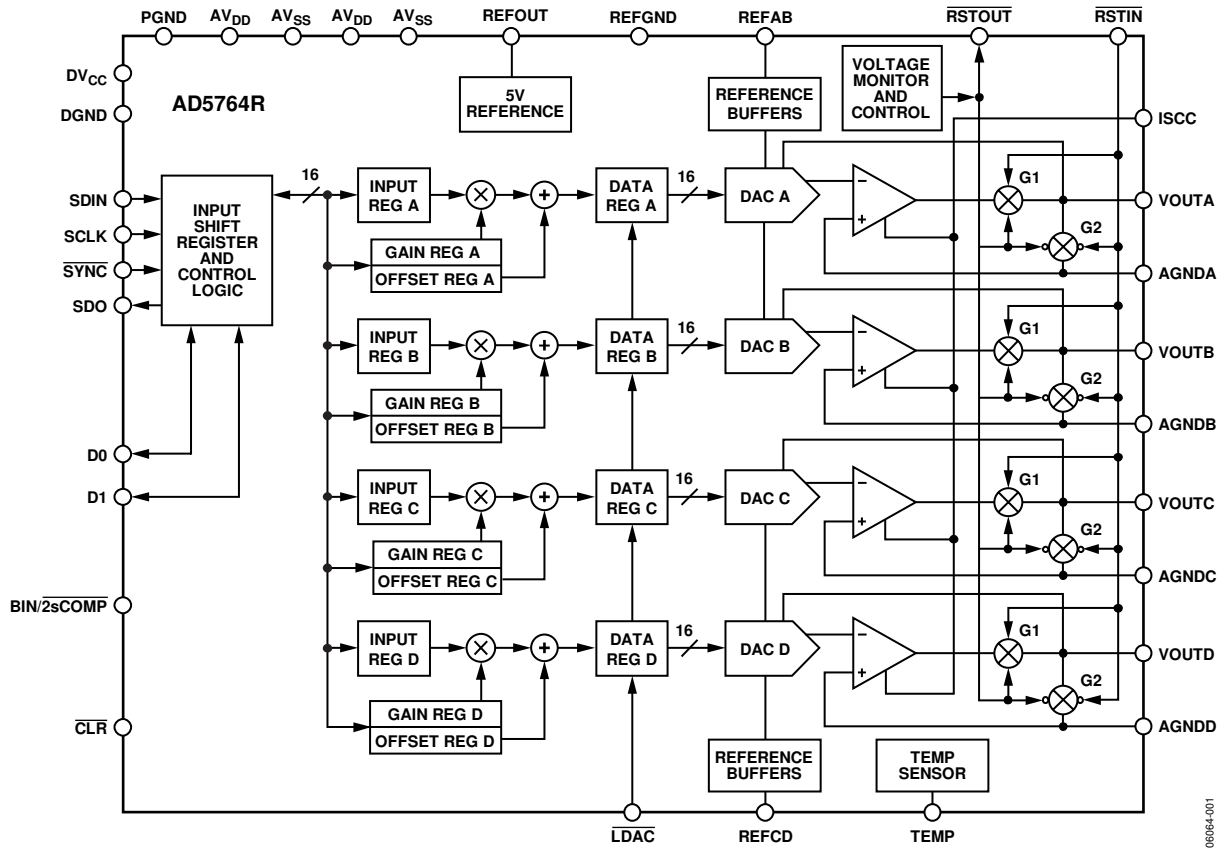 PGND AVDD AVSS AVDD AVSS REFOUT REFGND REFAB RSTOUT RSTIN
DVCC
DGND
AD5764R
5V
REFERENCE
REFERENCE
BUFFERS
VOLTAGE
MONITOR
AND
CONTROL
ISCC
SDIN
SCLK
SYNC
SDO
INPUT
SHIFT
REGISTER
AND
CONTROL
LOGIC
16
INPUT
REG A
×
+
DATA
REG A
16
DAC A
−
+
G1
G2
VOUTA
AGNDA
GAIN REG A
OFFSET REG A
INPUT
REG B
×
+
DATA
REG B
16
DAC B
−
+
G1
G2
VOUTB
AGNDB
GAIN REG B
OFFSET REG B
D0
D1
INPUT
REG C
×
+
DATA
REG C
16
DAC C
−
+
G1
G2
VOUTC
AGNDC
GAIN REG C
OFFSET REG C
BIN/2sCOMP
INPUT
REG D
×
+
DATA
REG D
16
DAC D
−
+
G1
G2
VOUTD
AGNDD
GAIN REG D
OFFSET REG D
CLR
REFERENCE
BUFFERS
TEMP
SENSOR
LDAC REFCD TEMP
06064-001